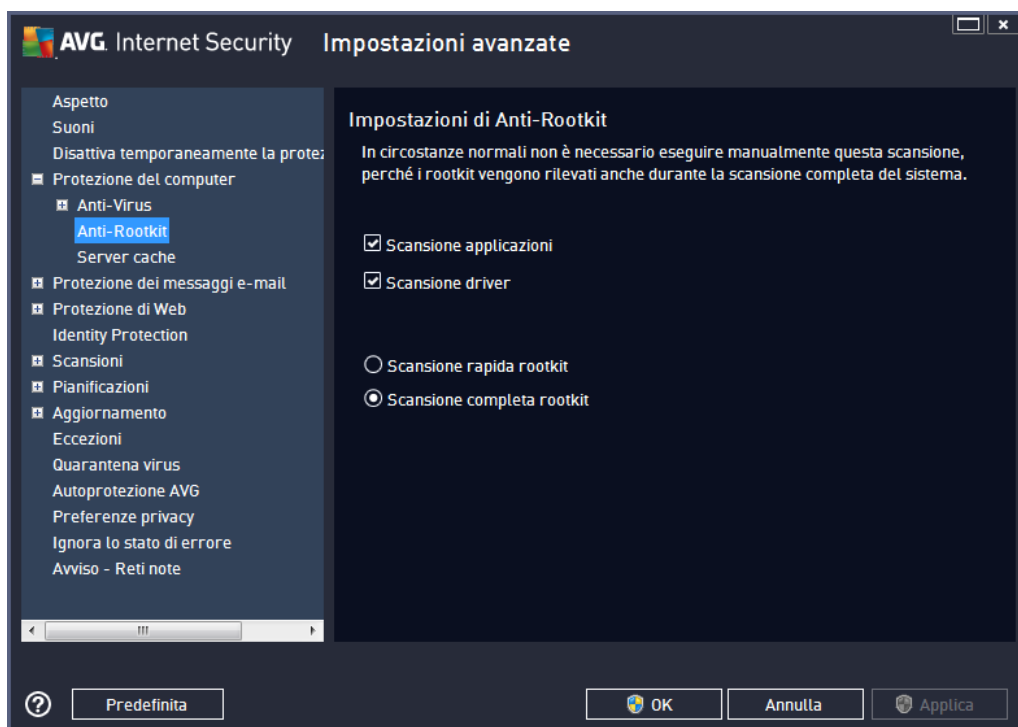 AVG. Internet Security Impostazioni avanzate
Aspetto
Suoni
Disattiva temporaneamente la protez
Protezione del computer
Anti-Virus
Anti-Rootkit
Server cache
Protezione dei messaggi e-mail
Protezione di Web
Identity Protection
Scansioni
Pianificazioni
Aggiornamento
Eccezioni
Quarantena virus
Autoprotezione AVG
Preferenze privacy
Ignora lo stato di errore
Avviso - Reti note
Impostazioni di Anti-Rootkit
In circostanze normali non è necessario eseguire manualmente questa scansione,
perché i rootkit vengono rilevati anche durante la scansione completa del sistema.
Scansione applicazioni
Scansione driver
Scansione rapida rootkit
Scansione completa rootkit
Predefinita
OK
Annulla
Applica